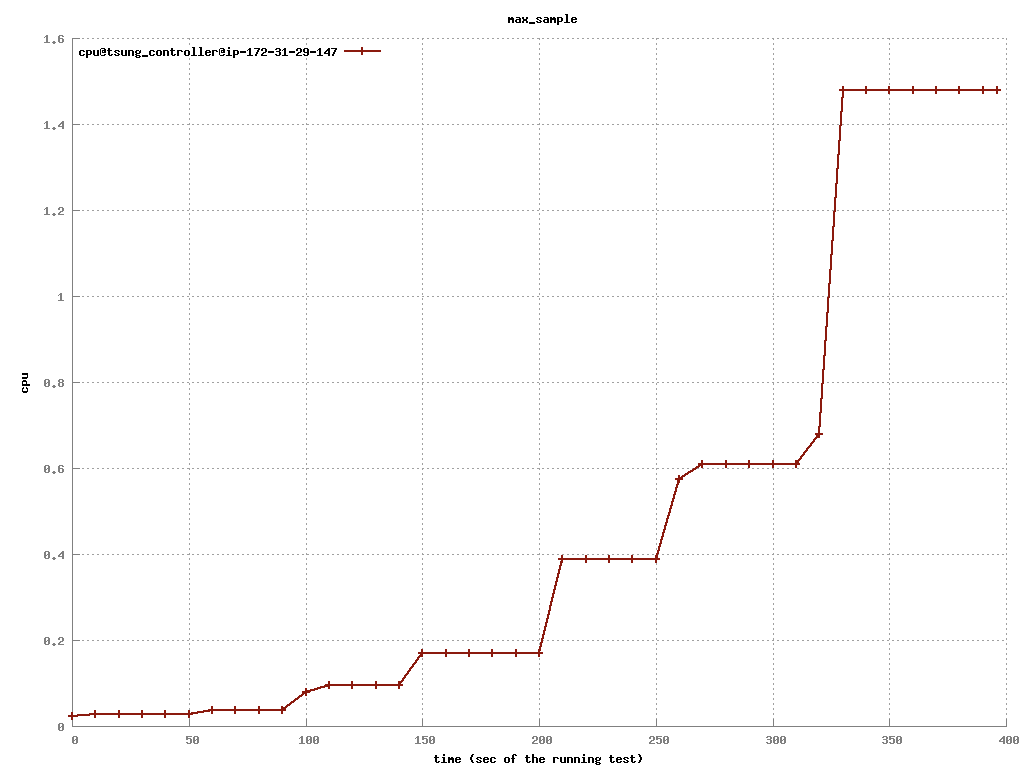 max_sample
cpu@tsung_controller@ip-172-31-29-147
1.6
1.4
1.2
1
0.8
0.6
0.4
0.2
0
cpu
0 50 100 150 200 250 300 350 400
time (sec of the running test)